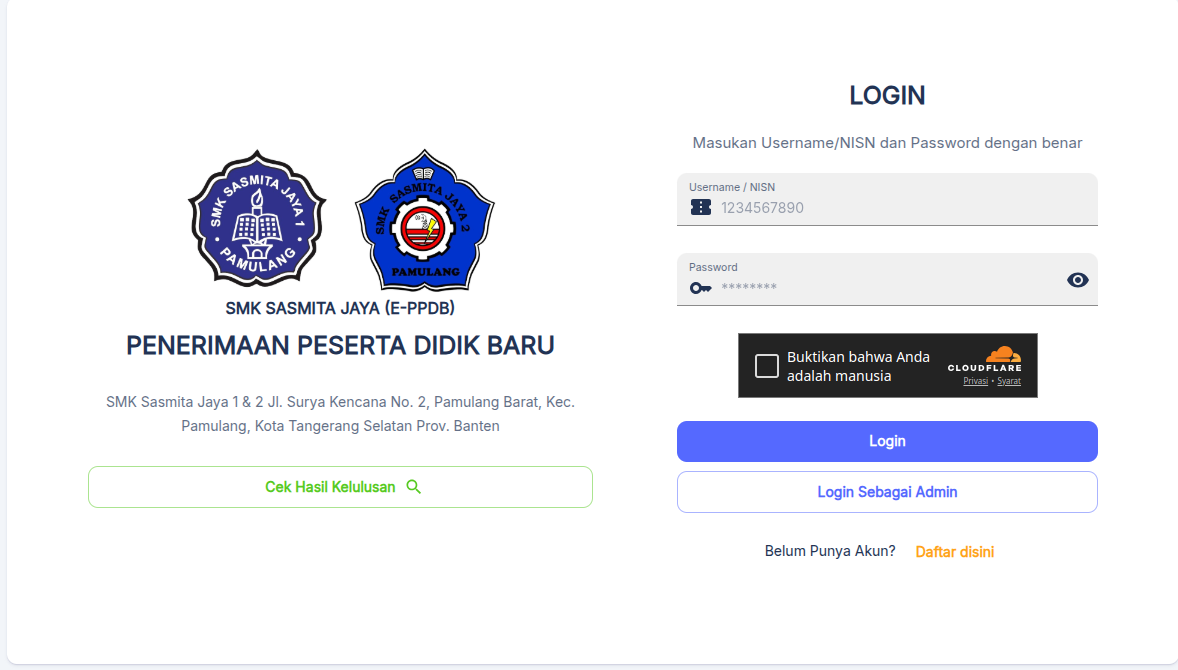 SMK SASMITA JAYA 1
PAMULANG
SMK SASMITA JAYA 2
PAMULANG
SMK SASMITA JAYA (E-PPDB)
PENERIMAAN PESERTA DIDIK BARU
SMK Sasmita Jaya 1 & 2 Jl. Surya Kencana No. 2, Pamulang Barat, Kec.
Pamulang, Kota Tangerang Selatan Prov. Banten
Cek Hasil Kelulusan
LOGIN
Masukan Username/NISN dan Password dengan benar
Username / NISN
1234567890
Password
********
Buktikan bahwa Anda
adalah manusia
CLOUDFLARE
Privasi • Syarat
Login
Login Sebagai Admin
Belum Punya Akun? Daftar disini